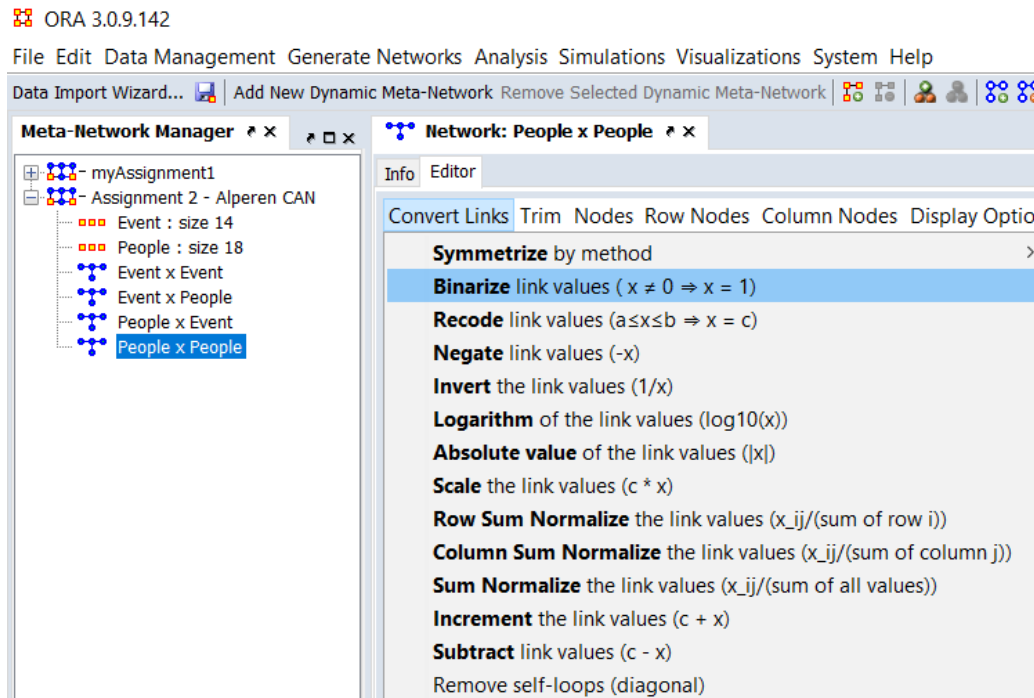 ORA 3.0.9.142
File Edit Data Management Generate Networks Analysis Simulations Visualizations System Help
Data Import Wizard... Add New Dynamic Meta-Network Remove Selected Dynamic Meta-Network
Meta-Network Manager
Network: People x People
myAssignment1
Assignment 2 - Alperen CAN
Event : size 14
People : size 18
Event x Event
Event x People
People x Event
People x People
Info Editor
Convert Links Trim Nodes Row Nodes Column Nodes Display Optio
Symmetrize by method
Binarize link values ( x ≠ 0 ⇒ x = 1)
Recode link values (a≤x≤b ⇒ x = c)
Negate link values (-x)
Invert the link values (1/x)
Logarithm of the link values (log10(x))
Absolute value of the link values (|x|)
Scale the link values (c * x)
Row Sum Normalize the link values (x_ij/(sum of row i))
Column Sum Normalize the link values (x_ij/(sum of column j))
Sum Normalize the link values (x_ij/(sum of all values))
Increment the link values (c + x)
Subtract link values (c - x)
Remove self-loops (diagonal)